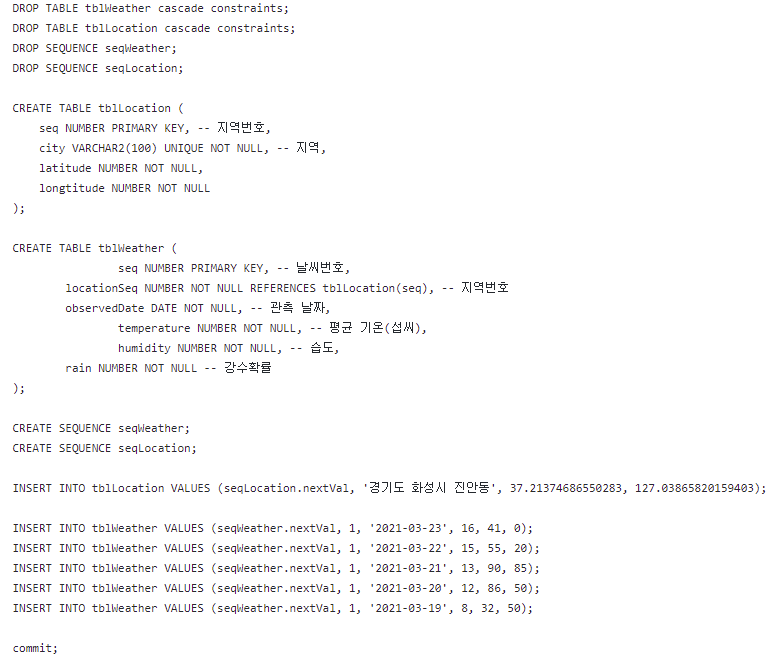 DROP TABLE tblWeather cascade constraints;
DROP TABLE tblLocation cascade constraints;
DROP SEQUENCE seqWeather;
DROP SEQUENCE seqLocation;
CREATE TABLE tblLocation (
seq NUMBER PRIMARY KEY, -- 지역번호,
city VARCHAR2(100) UNIQUE NOT NULL, -- 지역,
latitude NUMBER NOT NULL,
longtitude NUMBER NOT NULL
);
CREATE TABLE tblWeather (
seq NUMBER PRIMARY KEY, -- 날씨번호,
locationSeq NUMBER NOT NULL REFERENCES tblLocation(seq), -- 지역번호
observedDate DATE NOT NULL, -- 관측 날짜,
temperature NUMBER NOT NULL, -- 평균 기온(섭씨),
humidity NUMBER NOT NULL, -- 습도,
rain NUMBER NOT NULL -- 강수확률
);
CREATE SEQUENCE seqWeather;
CREATE SEQUENCE seqLocation;
INSERT INTO tblLocation VALUES (seqLocation.nextVal, '경기도 화성시 진안동', 37.21374686550283, 127.03865820159403);
INSERT INTO tblWeather VALUES (seqWeather.nextVal, 1, '2021-03-23', 16, 41, 0);
INSERT INTO tblWeather VALUES (seqWeather.nextVal, 1, '2021-03-22', 15, 55, 20);
INSERT INTO tblWeather VALUES (seqWeather.nextVal, 1, '2021-03-21', 13, 90, 85);
INSERT INTO tblWeather VALUES (seqWeather.nextVal, 1, '2021-03-20', 12, 86, 50);
INSERT INTO tblWeather VALUES (seqWeather.nextVal, 1, '2021-03-19', 8, 32, 50);
commit;